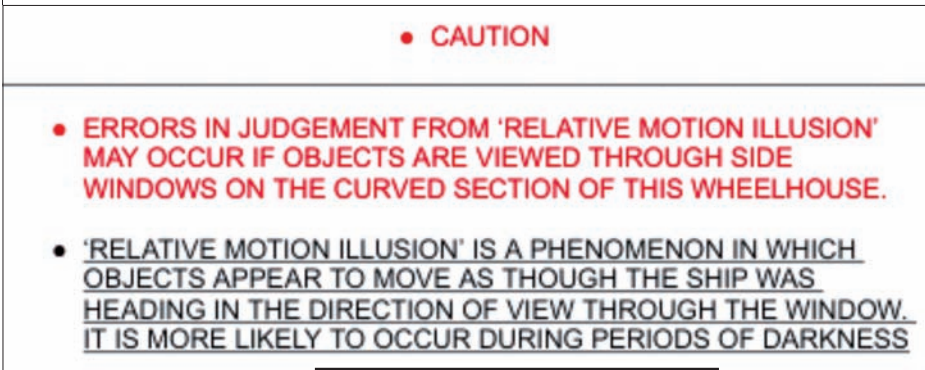 • CAUTION
• ERRORS IN JUDGEMENT FROM ‘RELATIVE MOTION ILLUSION’
MAY OCCUR IF OBJECTS ARE VIEWED THROUGH SIDE
WINDOWS ON THE CURVED SECTION OF THIS WHEELHOUSE.
• ‘RELATIVE MOTION ILLUSION’ IS A PHENOMENON IN WHICH
OBJECTS APPEAR TO MOVE AS THOUGH THE SHIP WAS
HEADING IN THE DIRECTION OF VIEW THROUGH THE WINDOW.
IT IS MORE LIKELY TO OCCUR DURING PERIODS OF DARKNESS